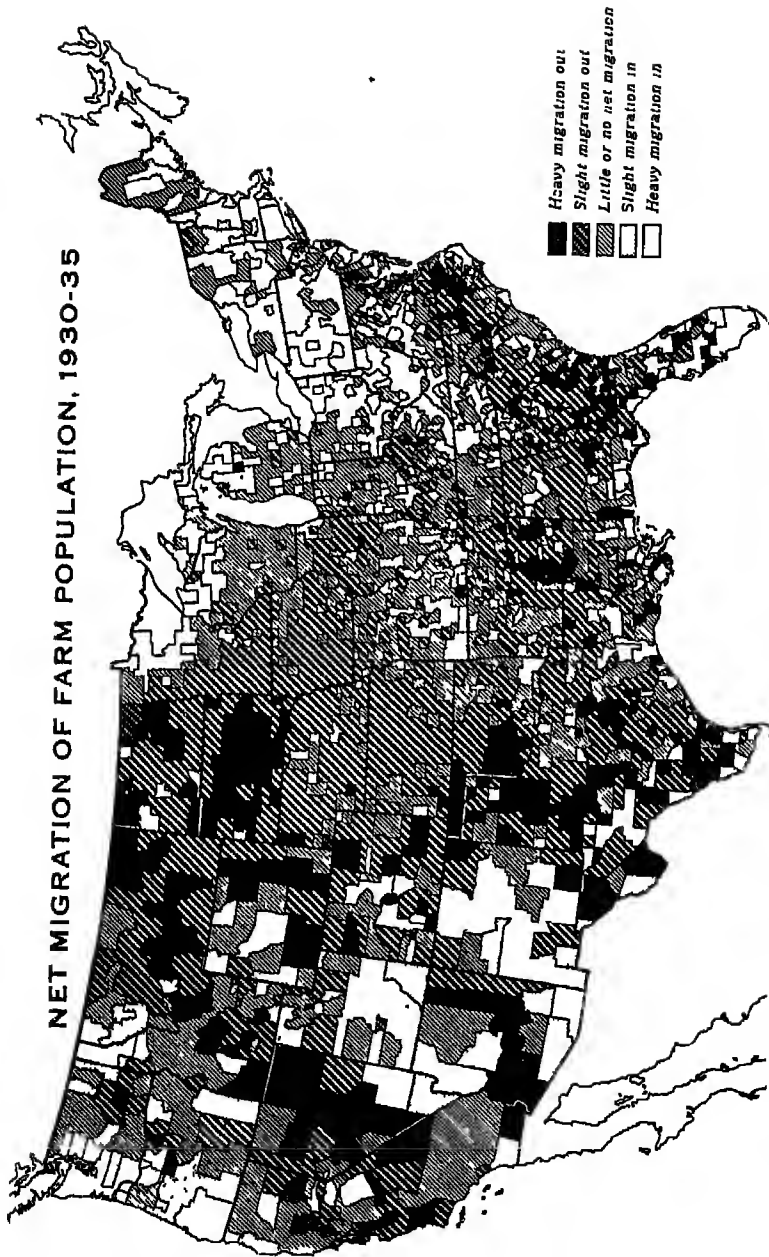 NET MIGRATION OF FARM POPULATION, 1930-35
Heavy migration out
Slight migration out
Little or no net migration
Slight migration in
Heavy migration in